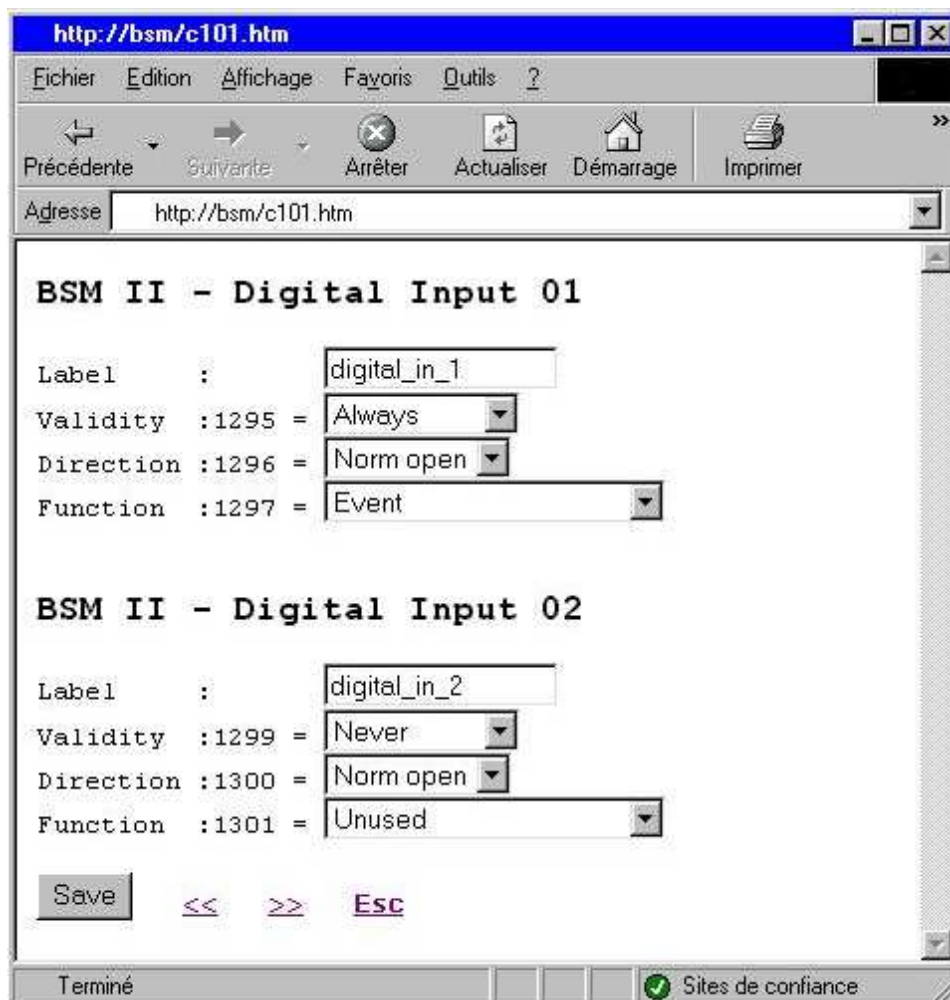 http://bsm/c101.htm
Fichier Edition Affichage Favoris Outils ?
Précédente Suivante Arrêter Actualiser Démarrage Imprimer »
Adresse http://bsm/c101.htm
BSM II - Digital Input 01
Label : digital_in_1
Validity :1295 = Always
Direction :1296 = Norm open
Function :1297 = Event
BSM II - Digital Input 02
Label : digital_in_2
Validity :1299 = Never
Direction :1300 = Norm open
Function :1301 = Unused
Save << >> Esc
Terminé Sites de confiance